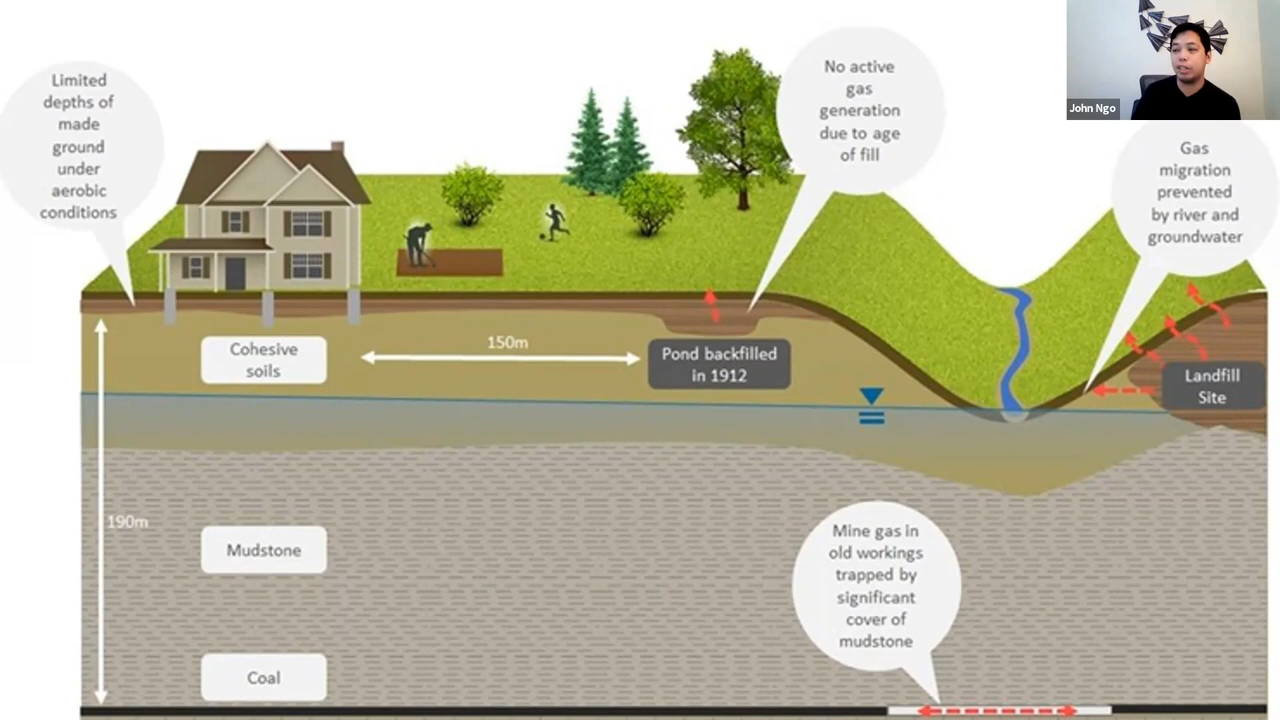 Limited
depths of
made
ground
under
aerobic
conditions
No active
gas
generation
due to age
of fill
John Ngo
Gas
migration
prevented
by river and
groundwater
Cohesive
soils
150m
Pond backfilled
in 1912
Landfill
Site
190m
Mudstone
Mine gas in
old workings
trapped by
significant
cover of
mudstone
Coal